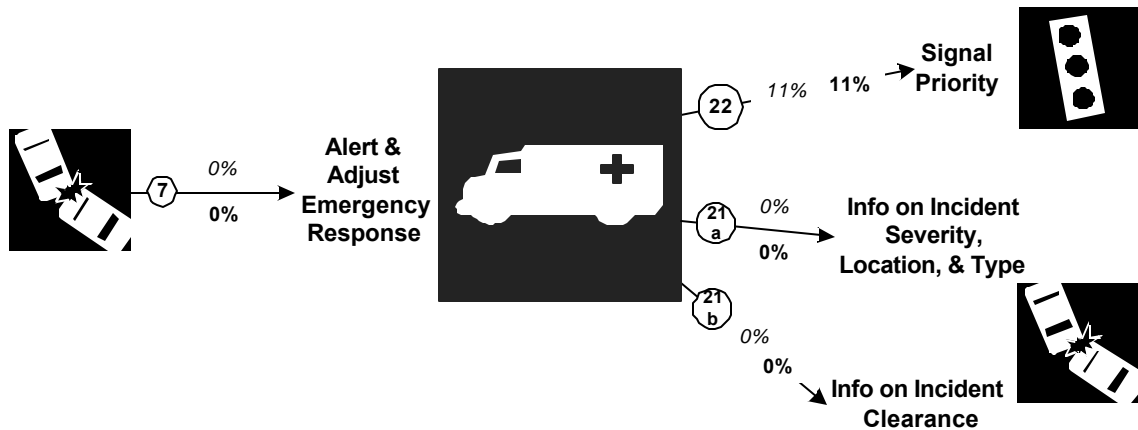 7
0%
0%
Alert &
Adjust
Emergency
Response
22
11%
11%
Signal
Priority
21
a
0%
0%
Info on Incident
Severity,
Location, & Type
21
b
0%
0%
Info on Incident
Clearance